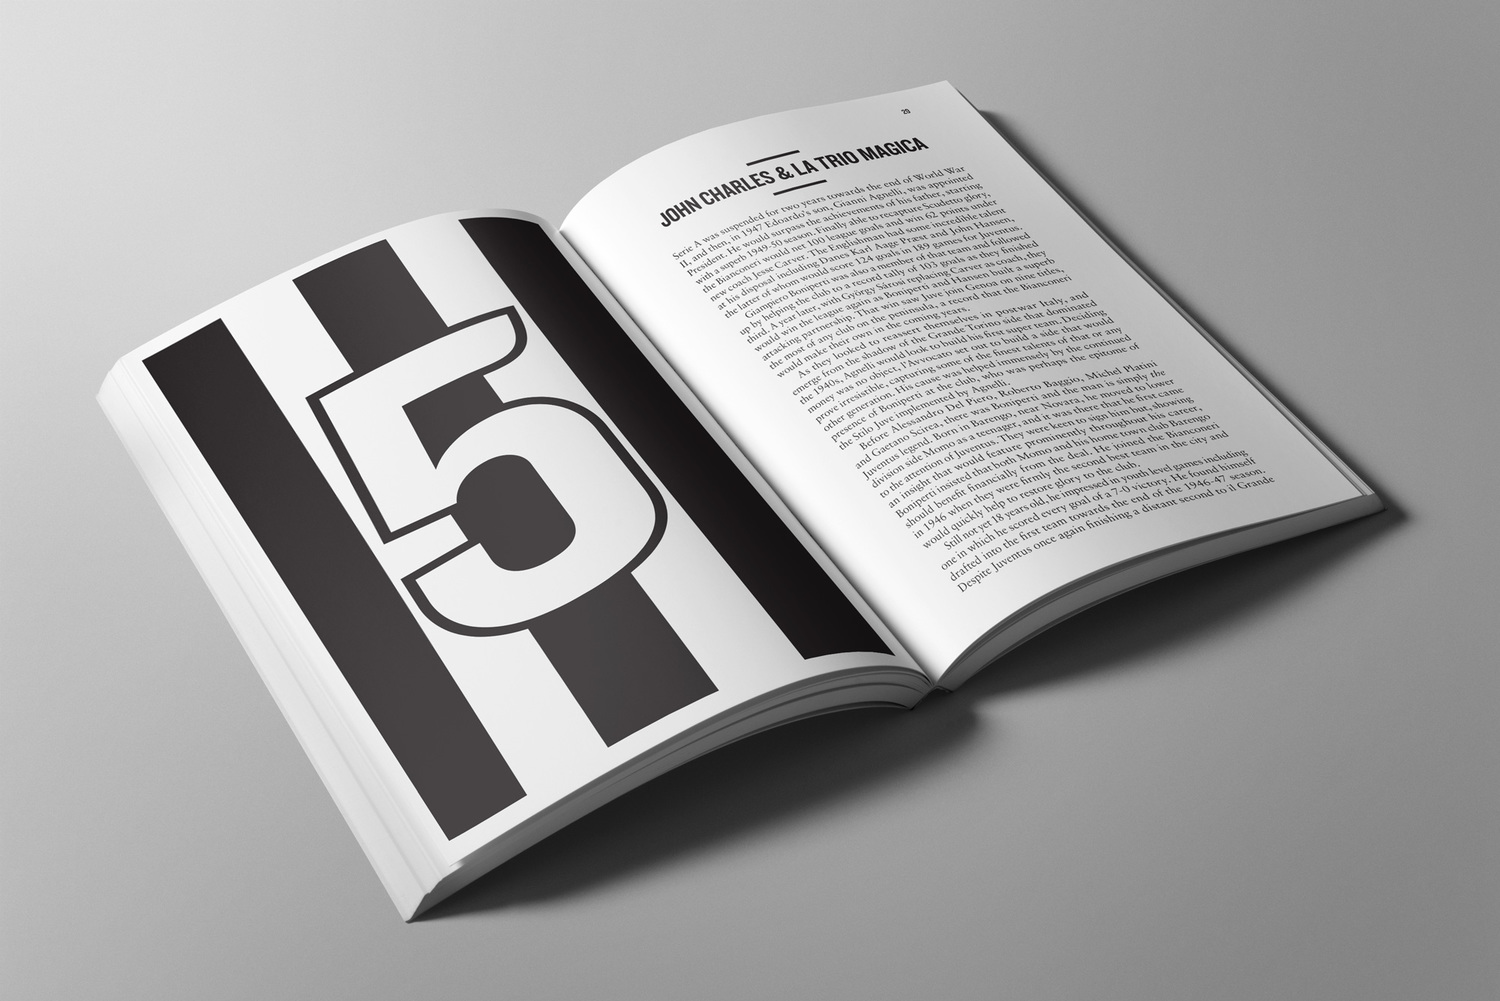 5
29
JOHN CHARLES & LA TRIO MAGICA
Serie A was suspended for two years towards the end of World War
II, and then, in 1947 Edoardo's son, Gianni Agnelli, was appointed
President. He would surpass the achievements of his father, starting
with a superb 1949-50 season. Finally able to recapture Scudetto glory,
the Bianconeri would net 100 league goals and win 62 points under
new coach Jesse Carver. The Englishman had some incredible talent
at his disposal including Danes Karl Aage Præst and John Hansen,
the latter of whom would score 124 goals in 189 games for Juventus.
Giampiero Boniperti was also a member of that team and followed
up by helping the club to a record tally of 103 goals as they finished
third. A year later, with György Sárosi replacing Carver as coach, they
would win the league again as Boniperti and Hansen built a superb
attacking partnership. That win saw Juve join Genoa on nine titles,
the most of any club on the peninsula, a record that the Bianconeri
would make their own in the coming years.
As they looked to reassert themselves in postwar Italy, and
emerge from the shadow of the Grande Torino side that dominated
the 1940s, Agnelli would look to build his first super team. Deciding
money was no object, l'Avvocato set out to build a side that would
prove irresistible, capturing some of the finest talents of that or any
other generation. His cause was helped immensely by the continued
presence of Boniperti at the club, who was perhaps the epitome of
the Stilo Juve implemented by Agnelli.
Before Alessandro Del Piero, Roberto Baggio, Michel Platini
and Gaetano Scirea, there was Boniperti and the man is simply the
Juventus legend. Born in Barengo, near Novara, he moved to lower
division side Momo as a teenager, and it was there that he first came
to the attention of Juventus. They were keen to sign him but, showing
an insight that would feature prominently throughout his career,
Boniperti insisted that both Momo and his home town club Barengo
should benefit financially from the deal. He joined the Bianconeri
in 1946 when they were firmly the second best team in the city and
would quickly help to restore glory to the club.
Still not yet 18 years old, he impressed in youth level games including
one in which he scored every goal of a 7-0 victory. He found himself
drafted into the first team towards the end of the 1946-47 season.
Despite Juventus once again finishing a distant second to il Grande